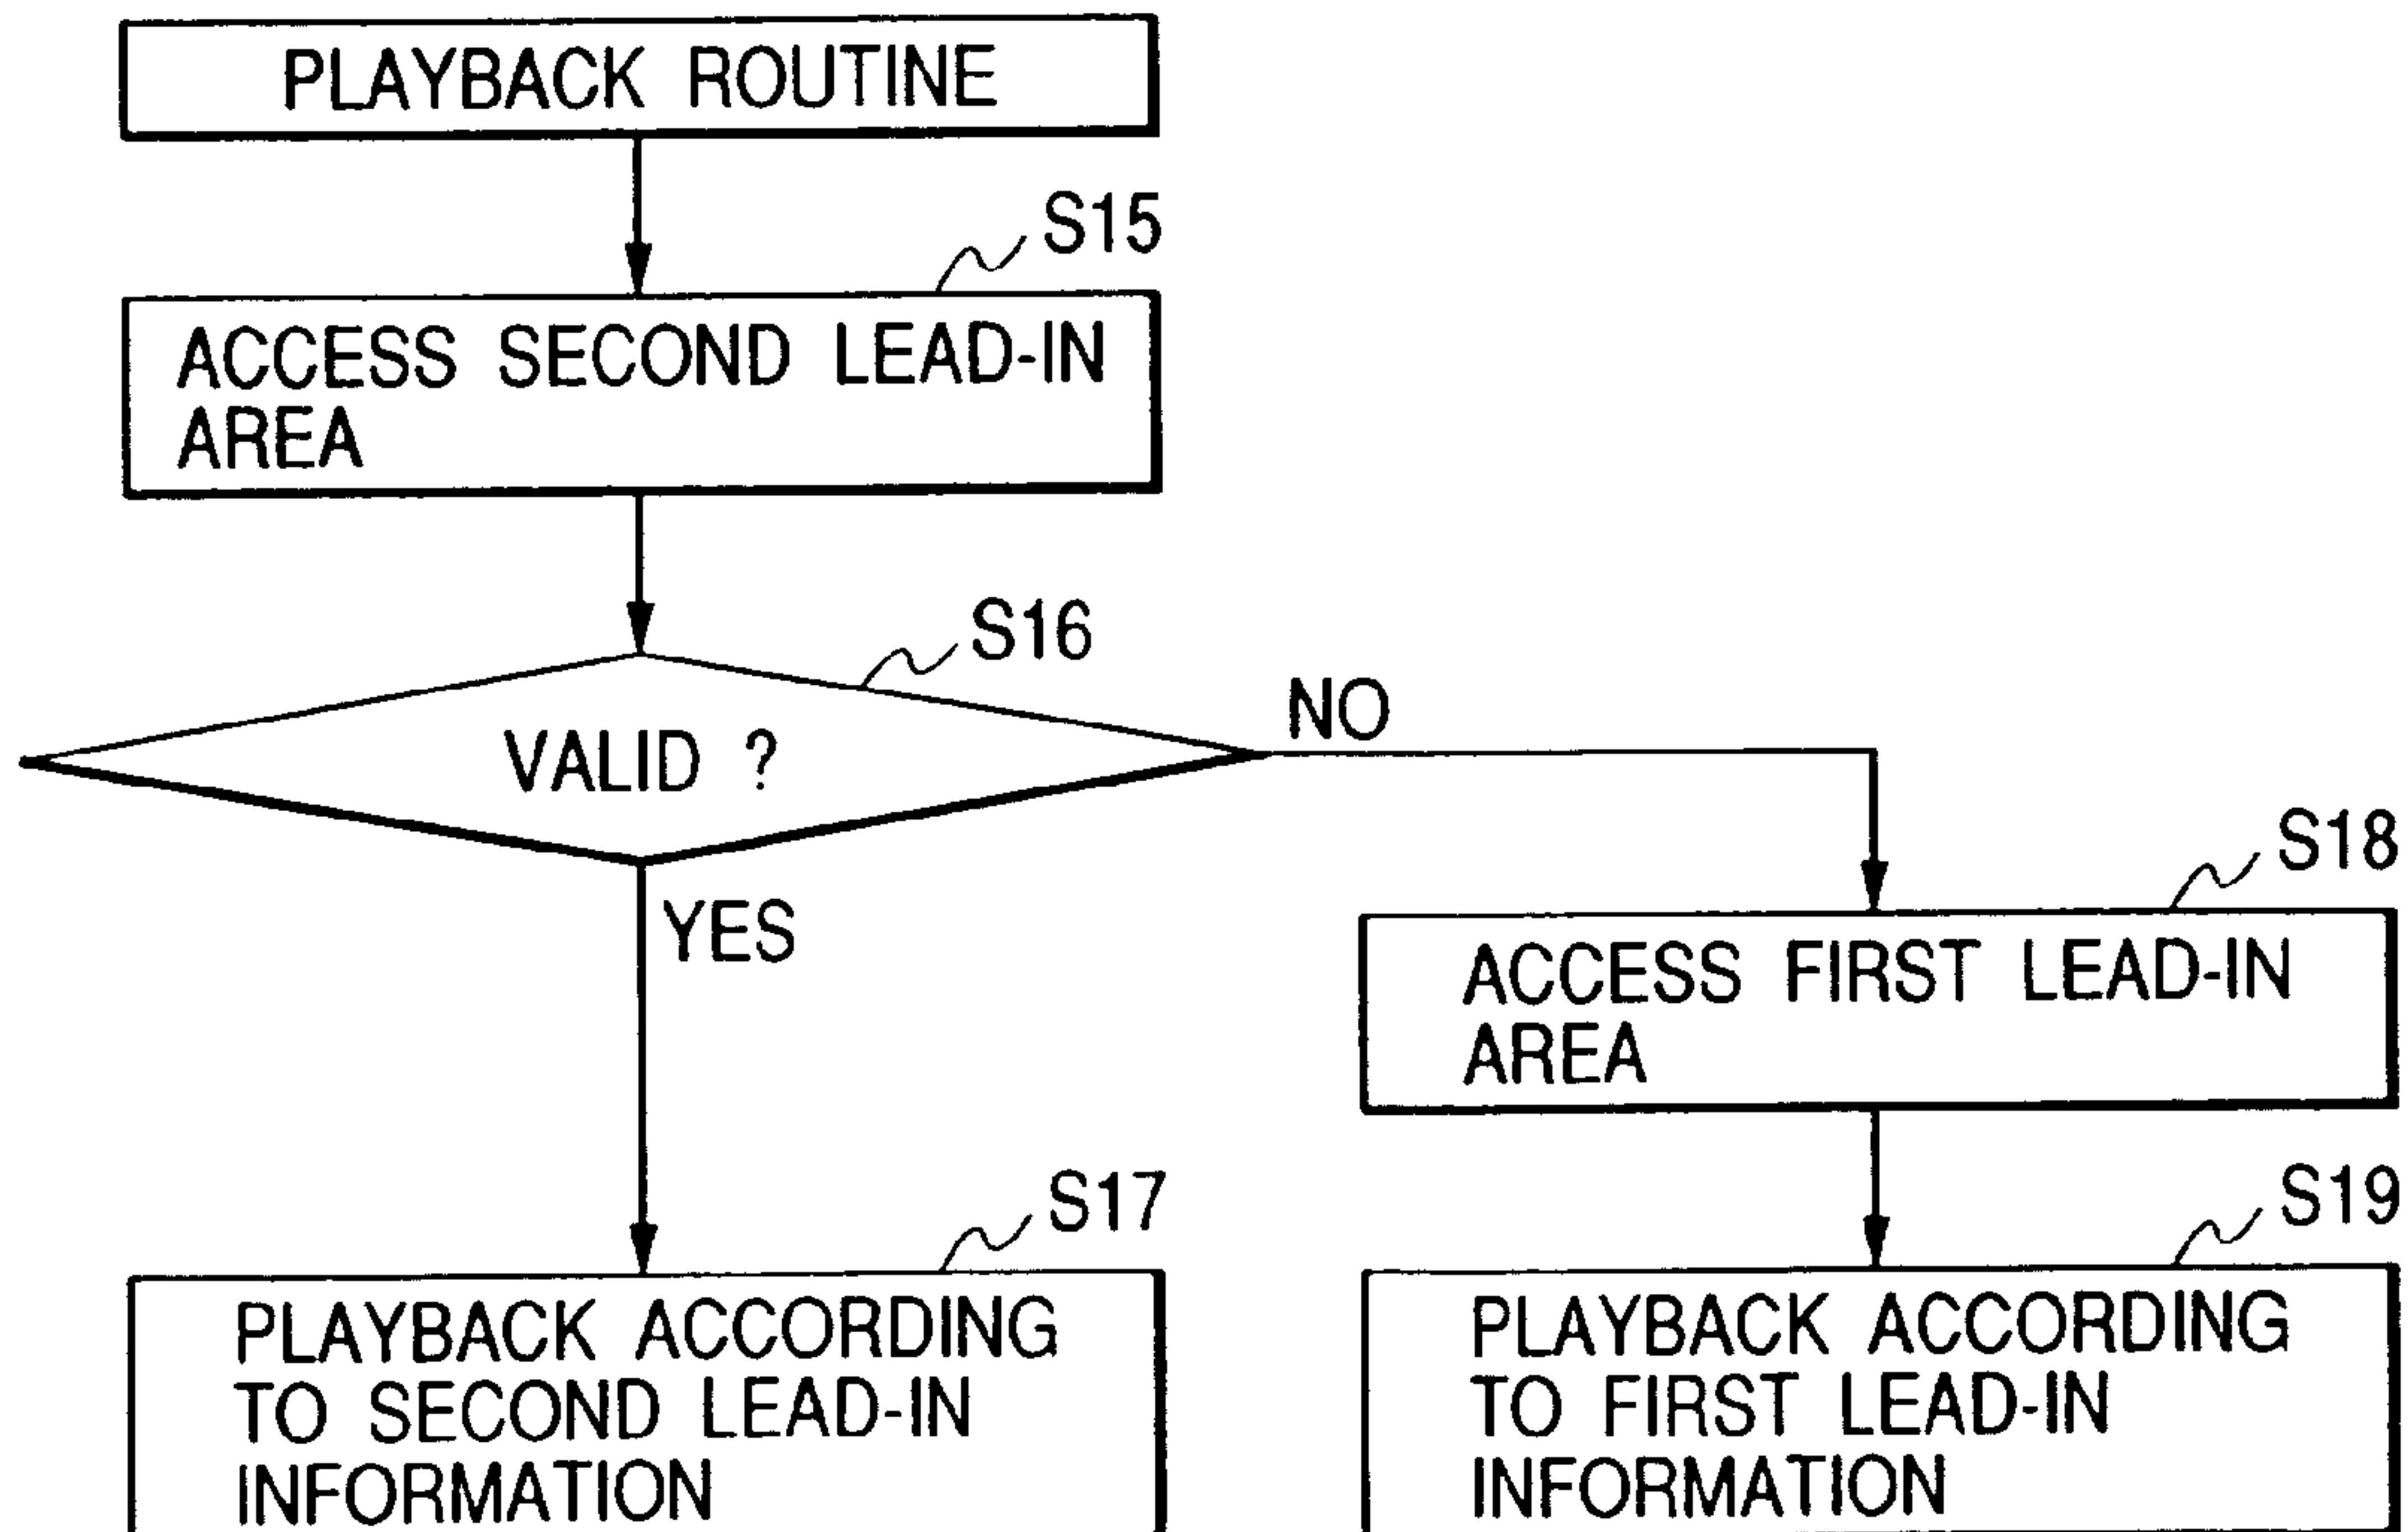 PLAYBACK ROUTINE
S15
ACCESS SECOND LEAD-IN
AREA
S16
VALID ?
NO
YES
S18
ACCESS FIRST LEAD-IN
AREA
S17
PLAYBACK ACCORDING
TO SECOND LEAD-IN
INFORMATION
S19
PLAYBACK ACCORDING
TO FIRST LEAD-IN
INFORMATION